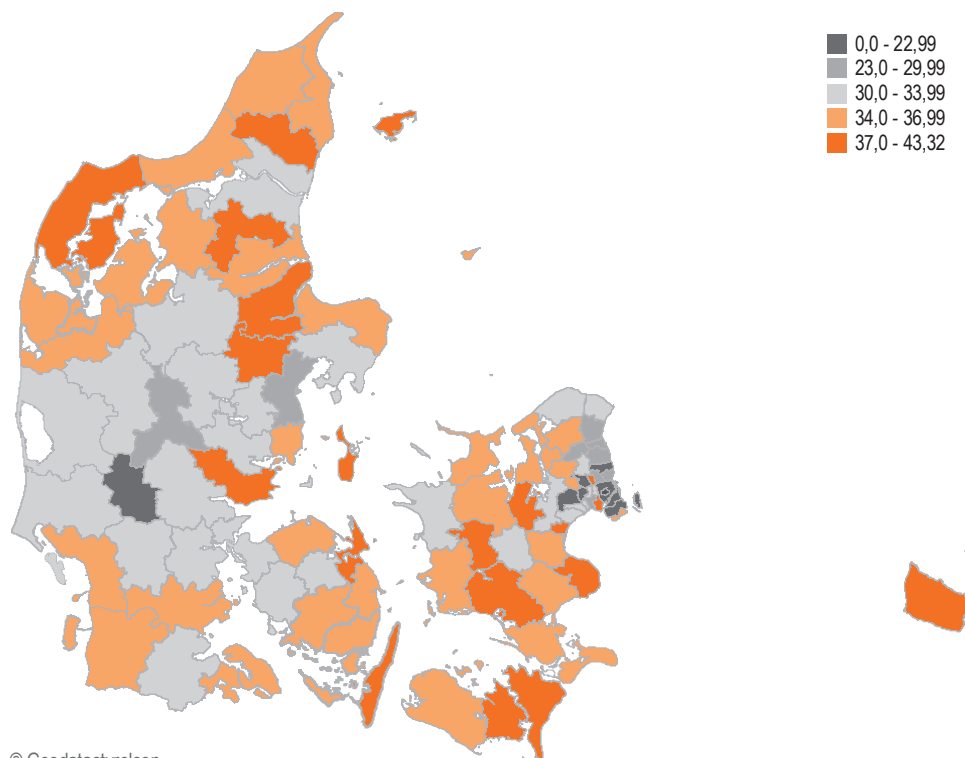 0,0 - 22,99
23,0 - 29,99
30,0 - 33,99
34,0 - 36,99
37,0 - 43,32
© Geodatastyrelsen